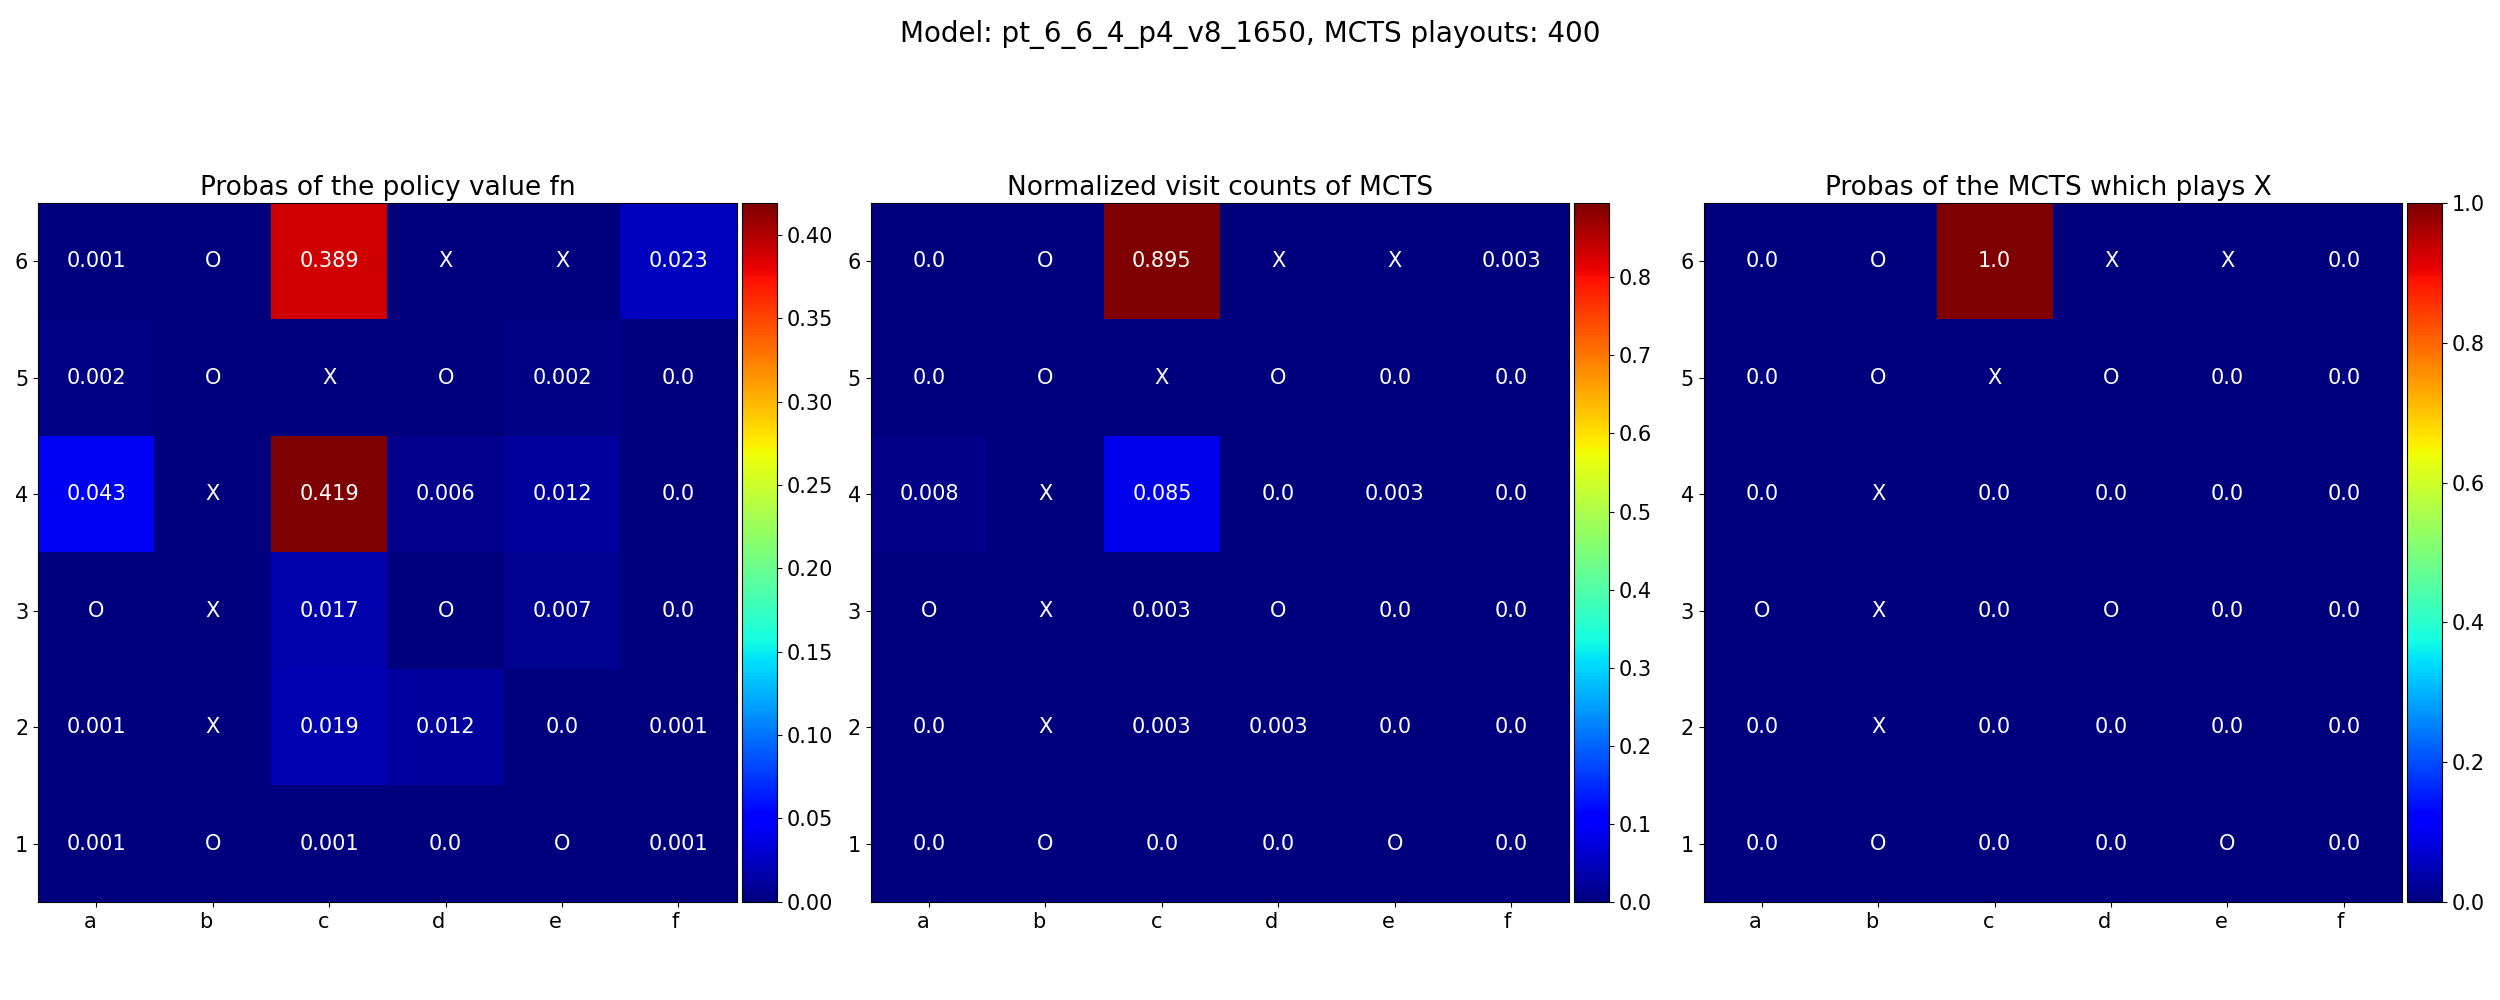 Model: pt_6_6_4_p4_v8_1650, MCTS playouts: 400
Probas of the policy value fn
6 0.001 O 0.389 X X 0.023
5 0.002 O X O 0.002 0.0
4 0.043 X 0.419 0.006 0.012 0.0
3 O X 0.017 O 0.007 0.0
2 0.001 X 0.019 0.012 0.0 0.001
1 0.001 O 0.001 0.0 O 0.001
a b c d e f
0.40
0.35
0.30
0.25
0.20
0.15
0.10
0.05
0.00
Normalized visit counts of MCTS
6 0.0 O 0.895 X X 0.003
5 0.0 O X O 0.0 0.0
4 0.008 X 0.085 0.0 0.003 0.0
3 O X 0.003 O 0.0 0.0
2 0.0 X 0.003 0.003 0.0 0.0
1 0.0 O 0.0 0.0 O 0.0
a b c d e f
0.8
0.7
0.6
0.5
0.4
0.3
0.2
0.1
0.0
Probas of the MCTS which plays X
6 0.0 O 1.0 X X 0.0
5 0.0 O X O 0.0 0.0
4 0.0 X 0.0 0.0 0.0 0.0
3 O X 0.0 O 0.0 0.0
2 0.0 X 0.0 0.0 0.0 0.0
1 0.0 O 0.0 0.0 O 0.0
a b c d e f
1.0
0.8
0.6
0.4
0.2
0.0